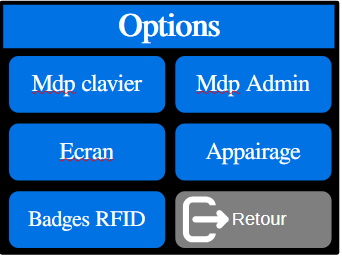 Options
Mdp clavier
Mdp Admin
Ecran
Appairage
Badges RFID
Retour